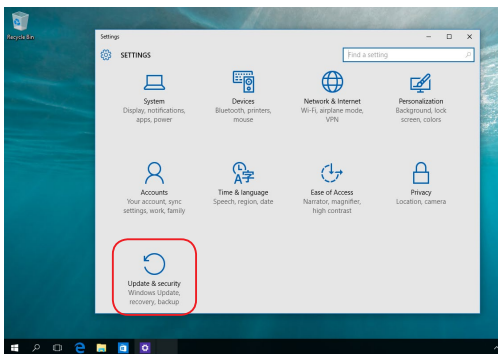 Recycle Bin
Settings
SETTINGS
Find a setting
System
Display, notifications,
apps, power
Devices
Bluetooth, printers,
mouse
Network & Internet
Wi-Fi, airplane mode,
VPN
Personalization
Background, lock
screen, colors
Accounts
Your account, sync
settings, work, family
Time & language
Speech, region, date
Ease of Access
Narrator, magnifier,
high contrast
Privacy
Location, camera
Update & security
Windows Update,
recovery, backup